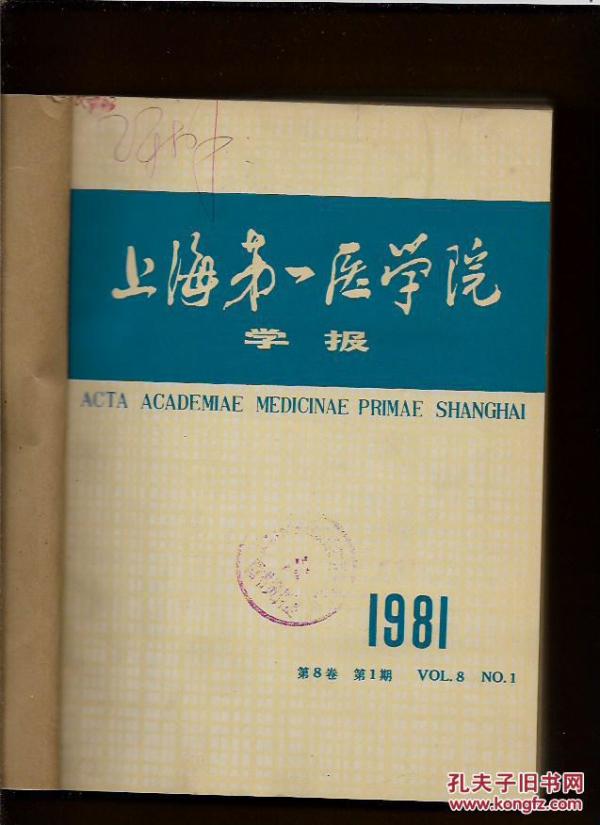 上海第一医学院
学报
ACTA ACADEMIAE MEDICINAE PRIMAE SHANGHAI
1981
第8卷 第1期 VOL.8 NO.1
孔夫子旧书网
www.kongfz.com